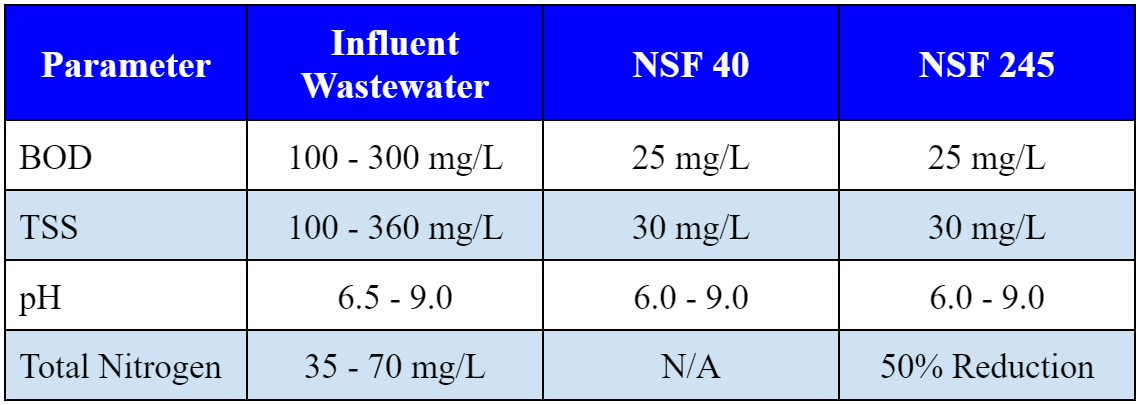 Parameter
Influent
Wastewater
NSF 40
NSF 245
BOD
100 - 300 mg/L
25 mg/L
25 mg/L
TSS
100 - 360 mg/L
30 mg/L
30 mg/L
pH
6.5 - 9.0
6.0 - 9.0
6.0 - 9.0
Total Nitrogen
35 - 70 mg/L
N/A
50% Reduction